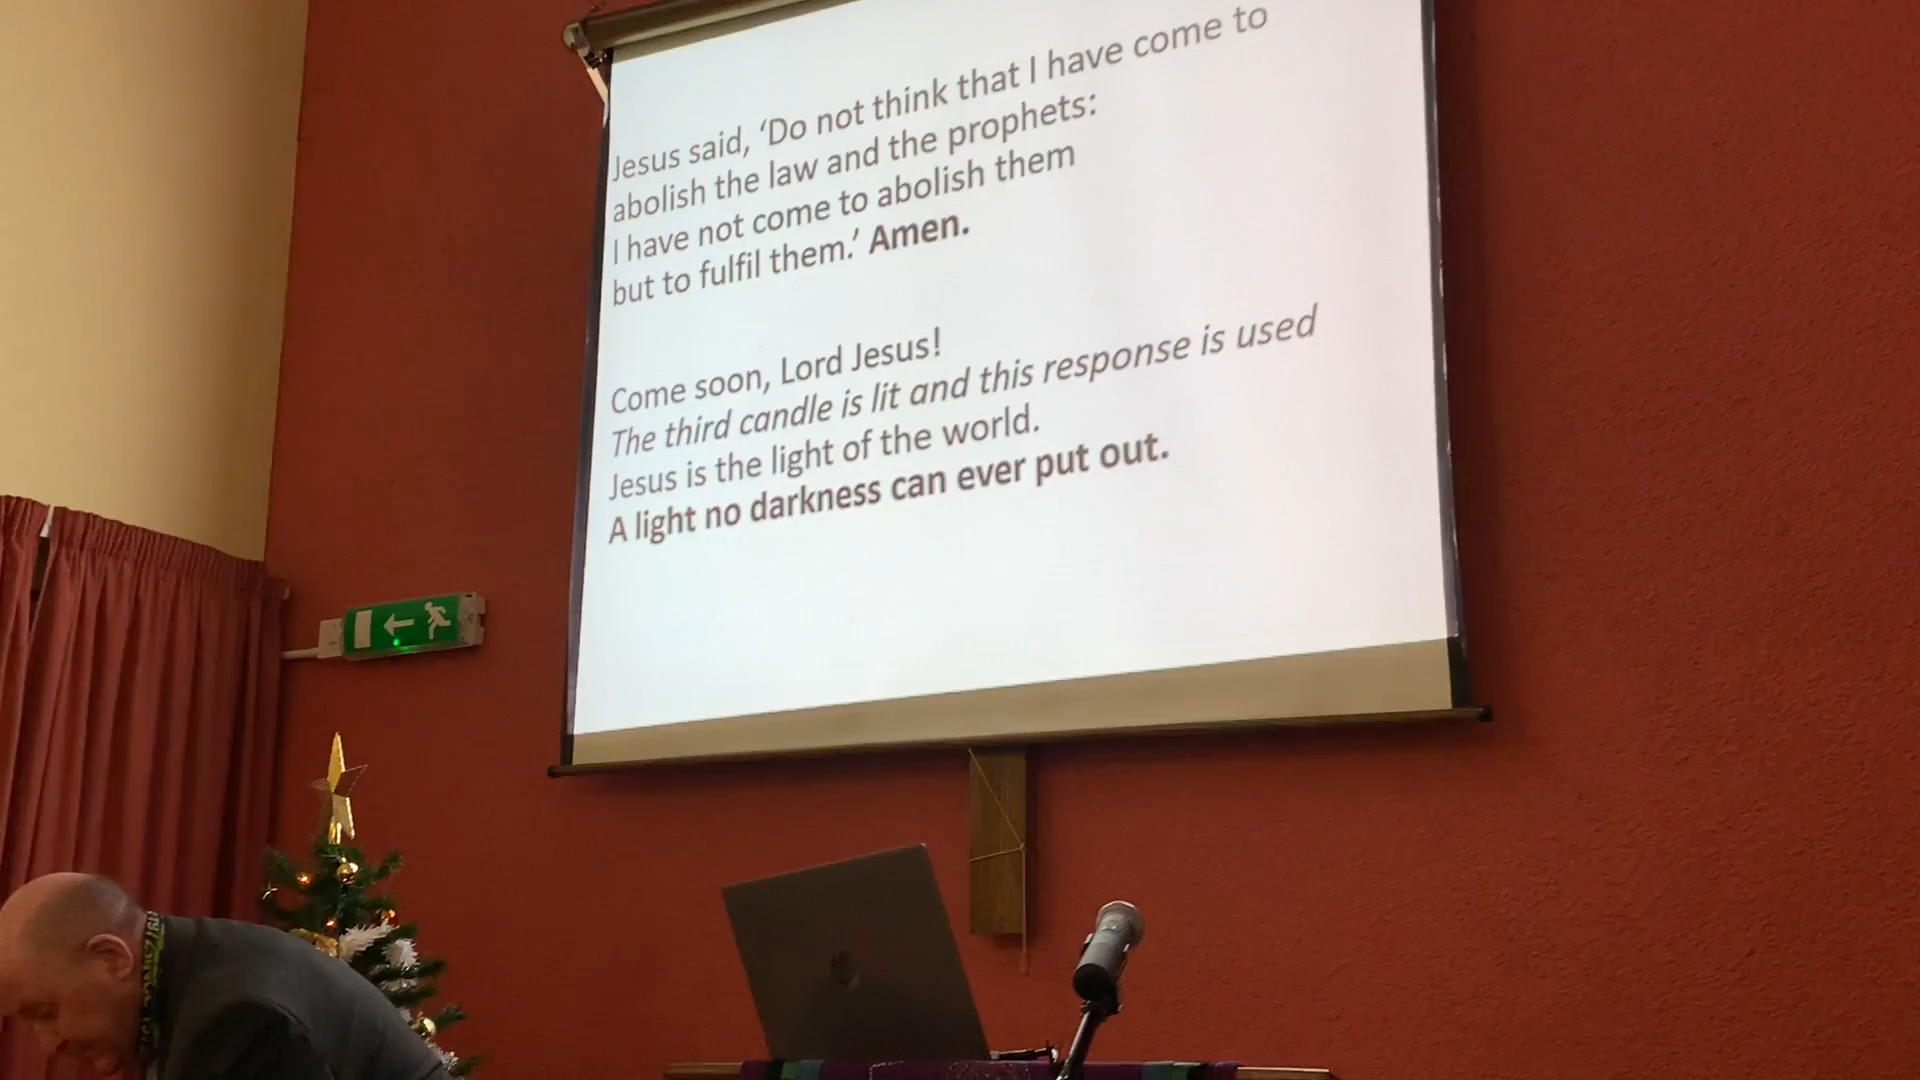 Jesus said, ‘Do not think that I have come to
abolish the law and the prophets:
I have not come to abolish them
but to fulfil them.’ Amen.
Come soon, Lord Jesus!
The third candle is lit and this response is used
Jesus is the light of the world.
A light no darkness can ever put out.